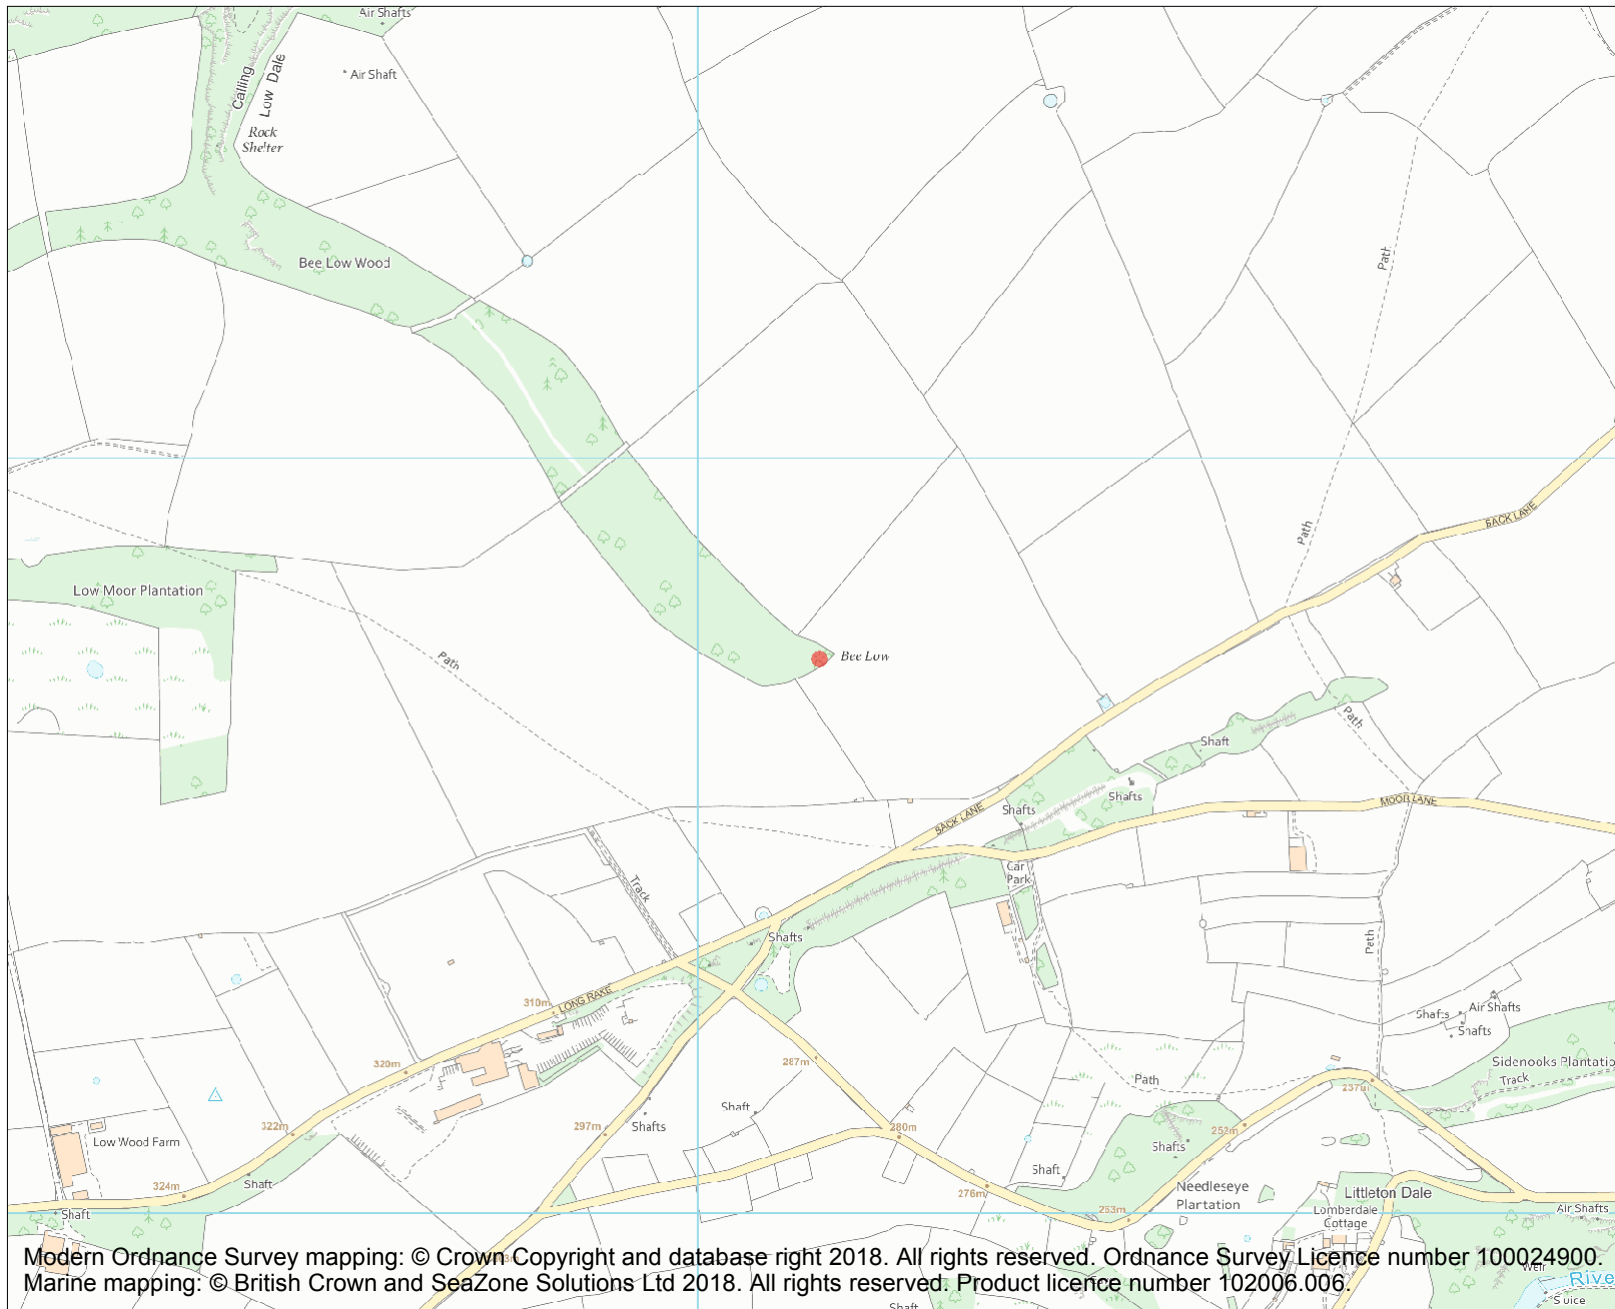 Air Shafts
Air Shaft
Calling
Low Dale
Rock
Shelter
Bee Low Wood
Path
BACK LANE
Path
Low Moor Plantation
Path
Bee Low
Path
Shaft
Shafts
Shafts
MOOR LANE
BACK LANE
Car
Park
Track
Shafts
Path
310m
LONG RAKE
Air Shafts
Shafts
Shafts
Sidenooks Plantatio
Track
320m
287m
Path
237m
Shaft
Low Wood Farm
322m
297m
Shafts
280m
252m
Shafts
Shaft
324m
Shaft
276m
Needleseye
Plantation
Littleton Dale
Lomberdale
Cottage
253m
Air Shafts
Shaft
Modern Ordnance Survey mapping: © Crown Copyright and database right 2018. All rights reserved. Ordnance Survey Licence number 100024900.
Marine mapping: © British Crown and SeaZone Solutions Ltd 2018. All rights reserved. Product licence number 102006.006.
Weir
Rive
Shaft